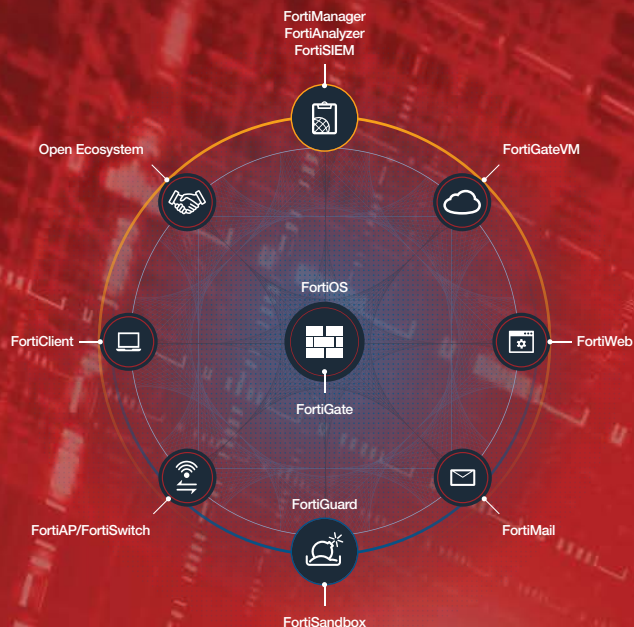 FortiManager
FortiAnalyzer
FortiSIEM
Open Ecosystem
FortiGateVM
FortiOS
FortiClient
FortiWeb
FortiGate
FortiGuard
FortiAP/FortiSwitch
FortiMail
FortiSandbox